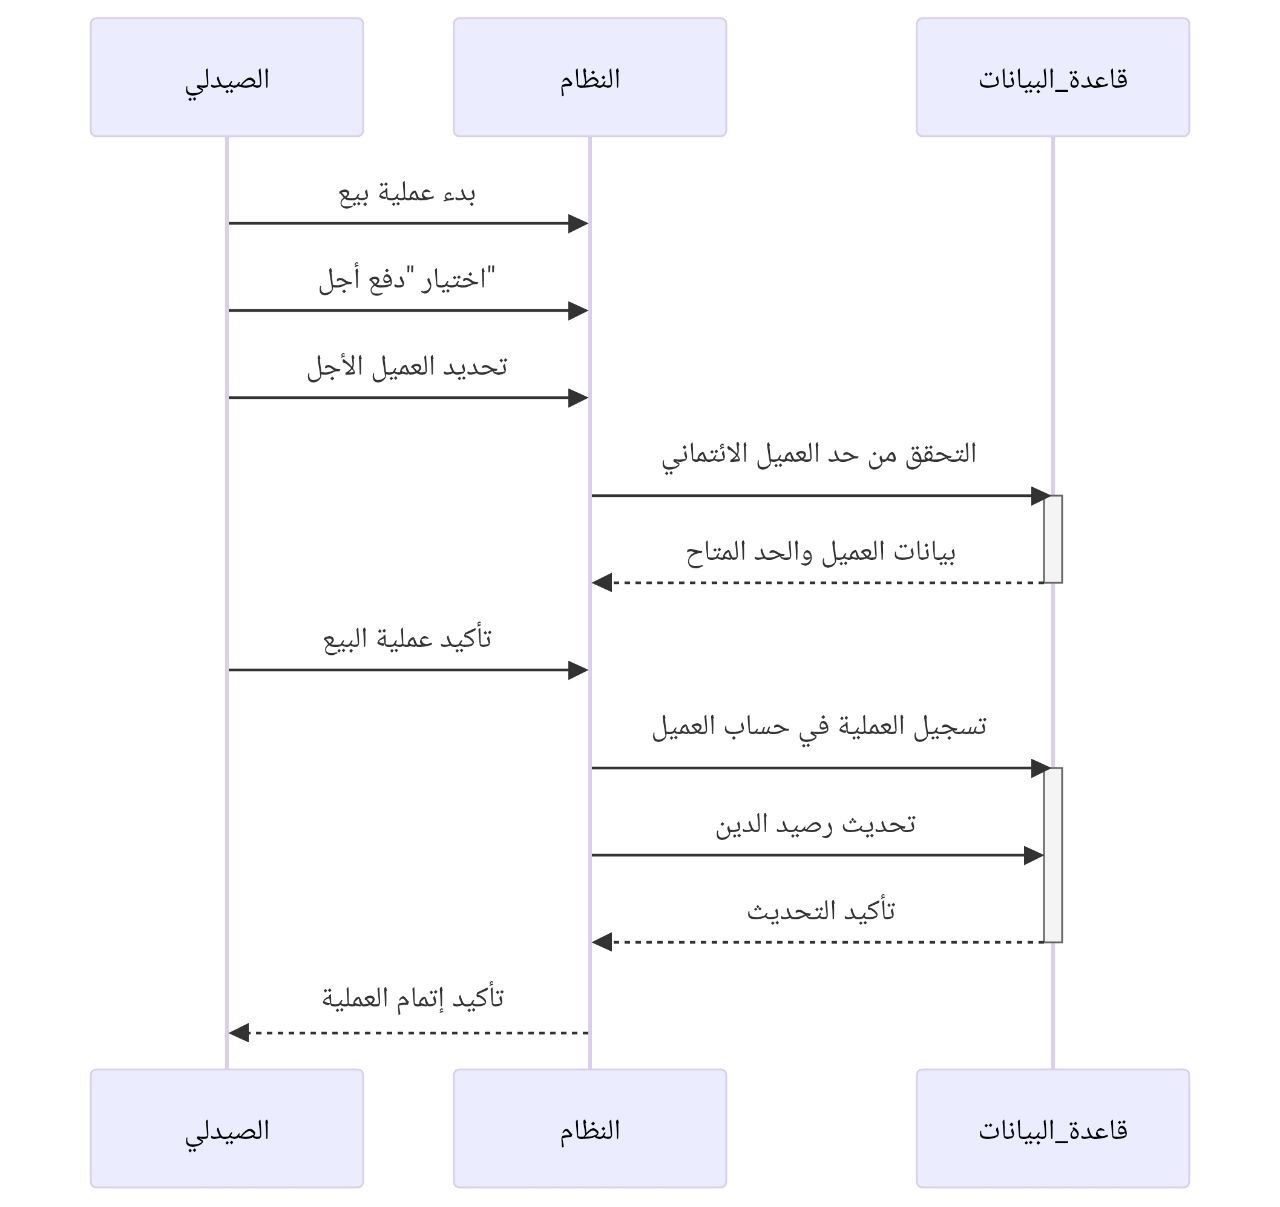 الصيدلي
النظام
قاعدة_البيانات
بدء عملية بيع
اختيار "دفع أجل"
تحديد العميل الأجل
التحقق من حد العميل الائتماني
بيانات العميل والحد المتاح
تأكيد عملية البيع
تسجيل العملية في حساب العميل
تحديث رصيد الدين
تأكيد التحديث
تأكيد إتمام العملية
الصيدلي
النظام
قاعدة_البيانات